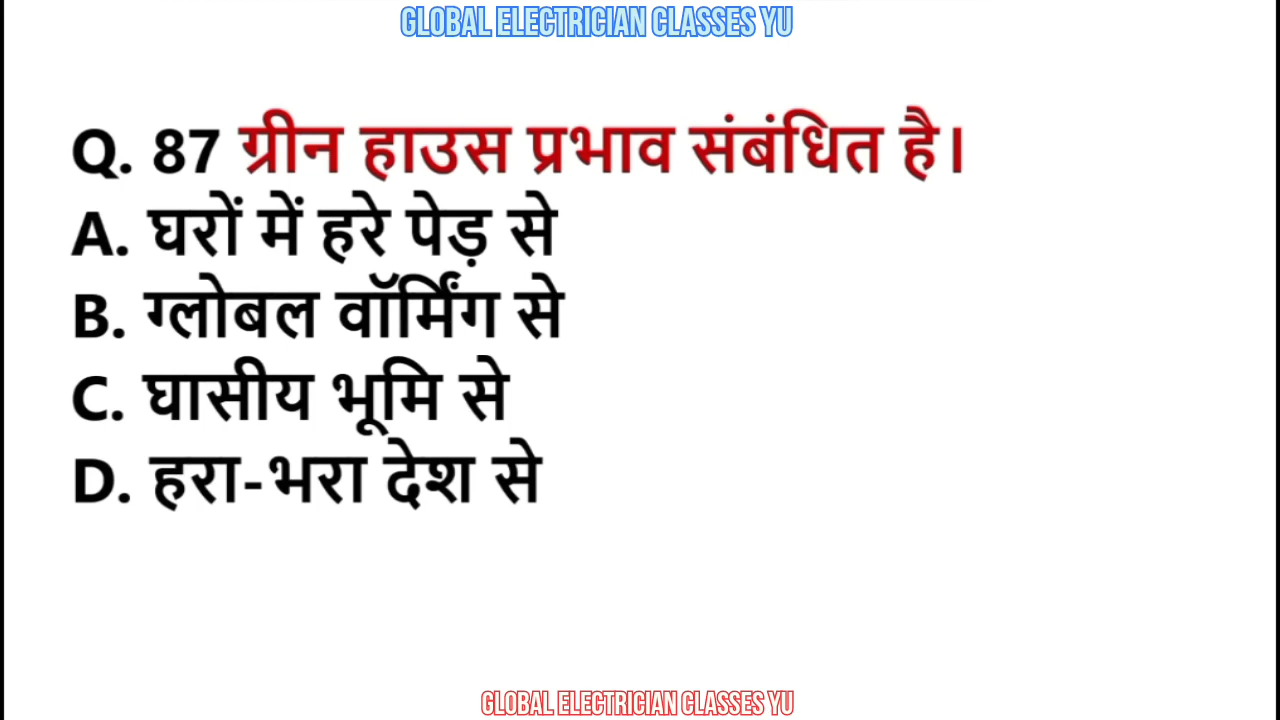 GLOBAL ELECTRICIAN CLASSES YU
Q. 87 ग्रीन हाउस प्रभाव संबंधित है।
A. घरों में हरे पेड़ से
B. ग्लोबल वॉर्मिंग से
C. घासीय भूमि से
D. हरा-भरा देश से
GLOBAL ELECTRICIAN CLASSES YU